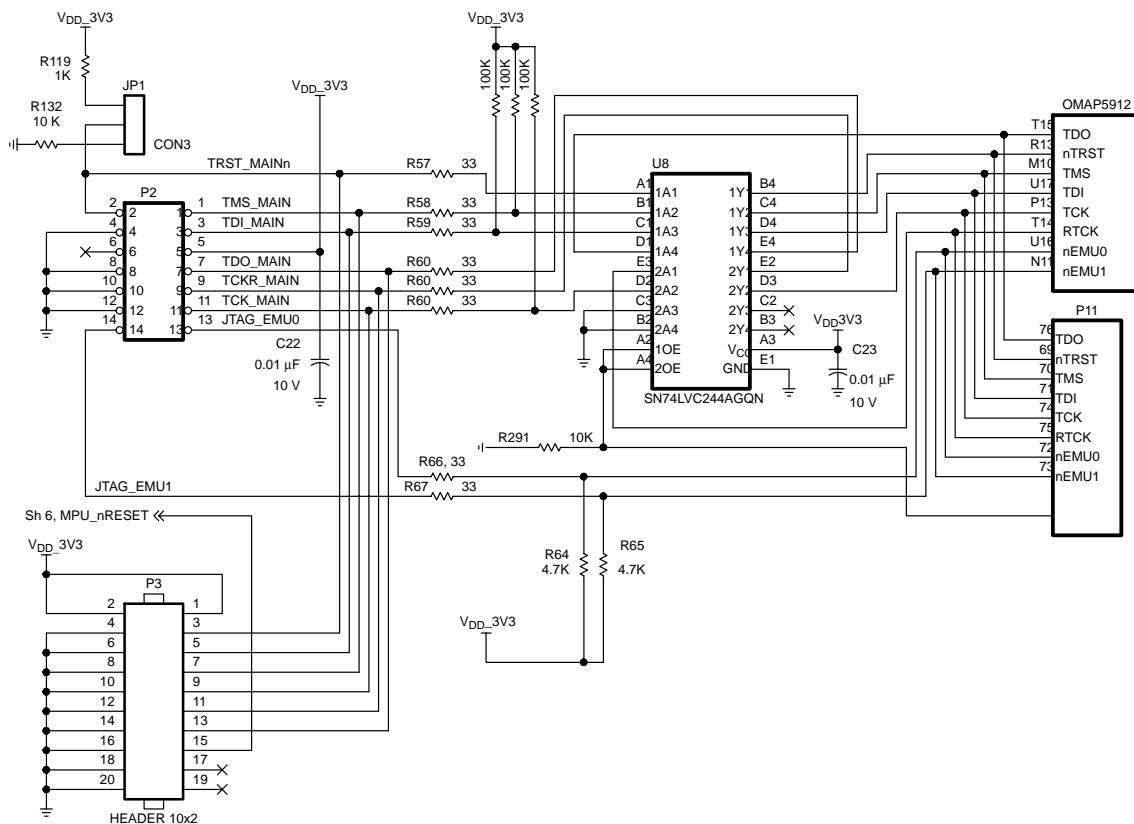 VDD_3V3
R119
1K
JP1
R132
10 K
CON3
VDD_3V3
VDD_3V3
100K
100K
100K
TRST_MAINn
R57 33
P2
2 2 1 1 TMS_MAIN R58 33
4 4 3 3 TDI_MAIN R59 33
6 6 5 5
8 8 7 7 TDO_MAIN R60 33
10 10 9 9 TCKR_MAIN R60 33
12 12 11 11 TCK_MAIN R60 33
14 14 13 13 JTAG_EMU0
C22
0.01 µF
10 V
U8
A1 1A1 1Y1 B4
B1 1A2 1Y2 C4
C1 1A3 1Y3 D4
D1 1A4 1Y4 E4
E3 2A1 2Y1 E2
D2 2A2 2Y2 D3
C3 2A3 2Y3 C2
B2 2A4 2Y4 B3
A2 1OE VCC A3
A4 2OE GND E1
SN74LVC244AGQN
VDD3V3
C23
0.01 µF
10 V
OMAP5912
T15 TDO
R13 nTRST
M10 TMS
U17 TDI
P13 TCK
T14 RTCK
U16 nEMU0
N11 nEMU1
P11
76 TDO
69 nTRST
70 TMS
71 TDI
74 TCK
75 RTCK
72 nEMU0
73 nEMU1
R291 10K
R66, 33
JTAG_EMU1
R67 33
Sh 6, MPU_nRESET
VDD_3V3
R64
4.7K
R65
4.7K
VDD_3V3
P3
2 1
4 3
6 5
8 7
10 9
12 11
14 13
16 15
18 17
20 19
HEADER 10x2